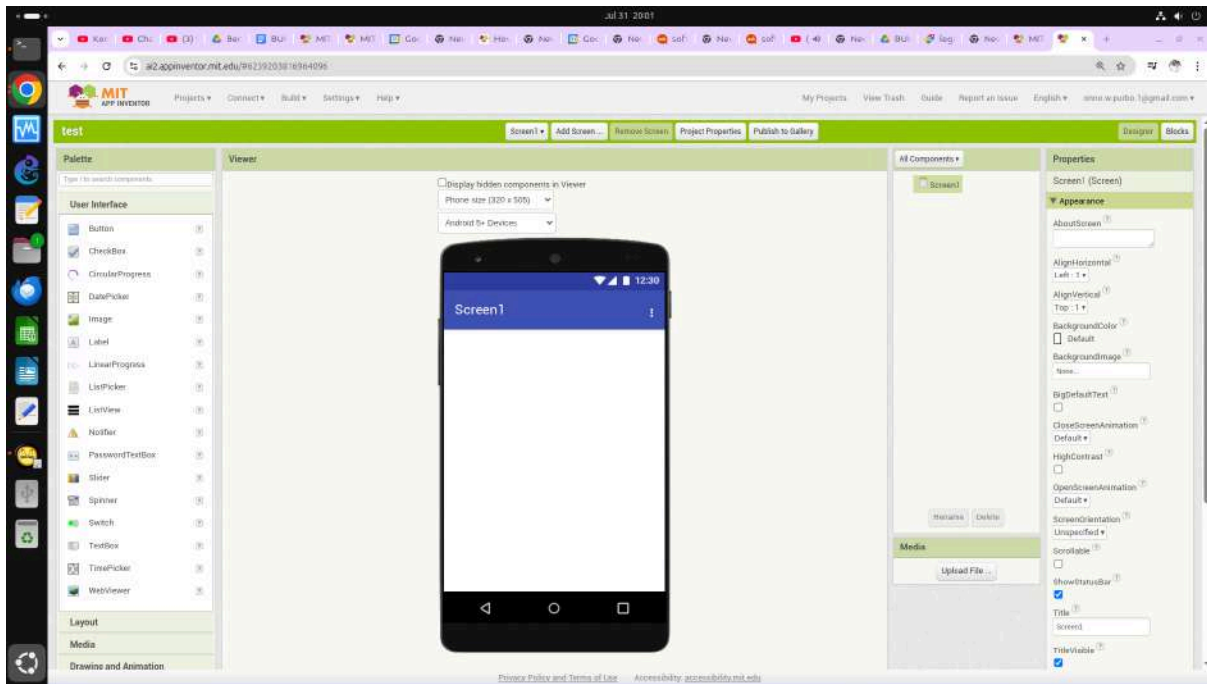 Jul 31 20:01
ai2.appinventor.mit.edu/#6239203816964096
MIT
APP INVENTOR
Projects Connect Build Settings Help
My Projects View Trash Guide Report an Issue English
test
Screen1 Add Screen ... Remove Screen Project Properties Publish to Gallery
Designer Blocks
Palette
Viewer
All Components
Properties
Type / to search components
User Interface
Button
CheckBox
CircularProgress
DatePicker
Image
Label
LinearProgress
ListPicker
ListView
Notifier
PasswordTextBox
Slider
Spinner
Switch
TextBox
TimePicker
WebViewer
Layout
Media
Drawing and Animation
Display hidden components in Viewer
Phone size (320 x 505)
Android 5+ Devices
12:30
Screen1
Screen1
Rename Delete
Media
Upload File ...
Screen1 (Screen)
Appearance
AboutScreen
AlignHorizontal
Left : 1
AlignVertical
Top : 1
BackgroundColor
Default
BackgroundImage
None...
BigDefaultText
CloseScreenAnimation
Default
HighContrast
OpenScreenAnimation
Default
ScreenOrientation
Unspecified
Scrollable
ShowStatusBar
Title
Screen1
TitleVisible
Privacy Policy and Terms of Use Accessibility: accessibility.mit.edu